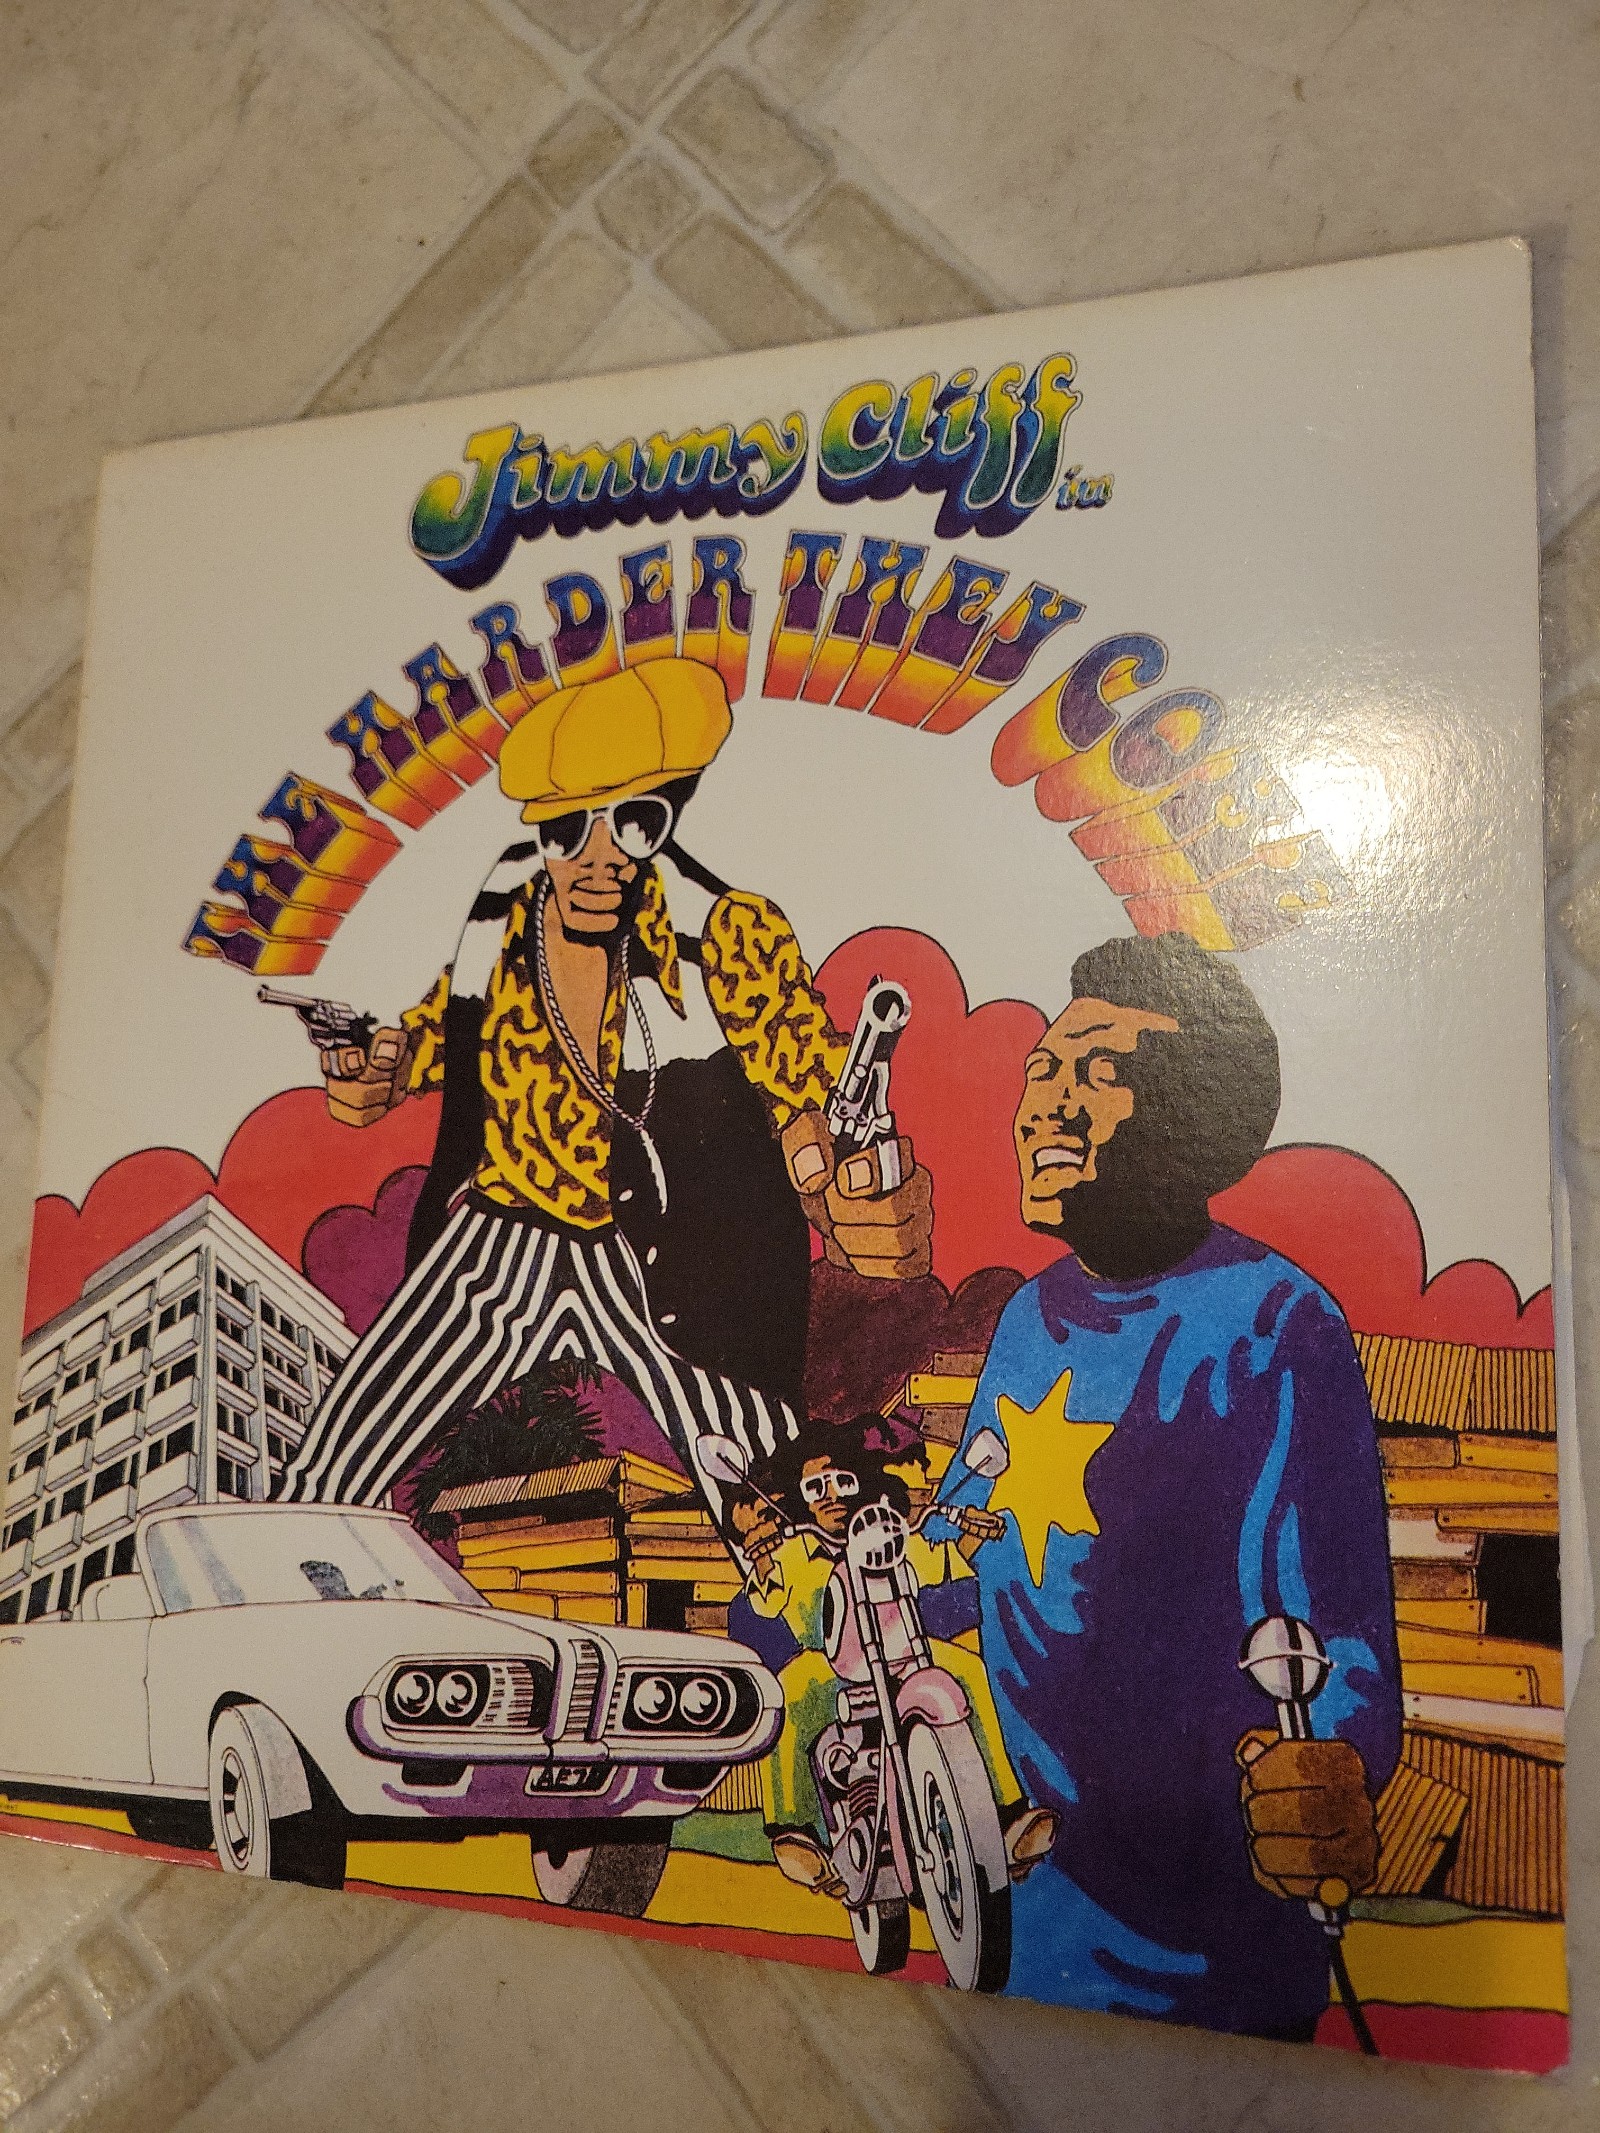 Jimmy Cliff in
THE HARDER THEY COME